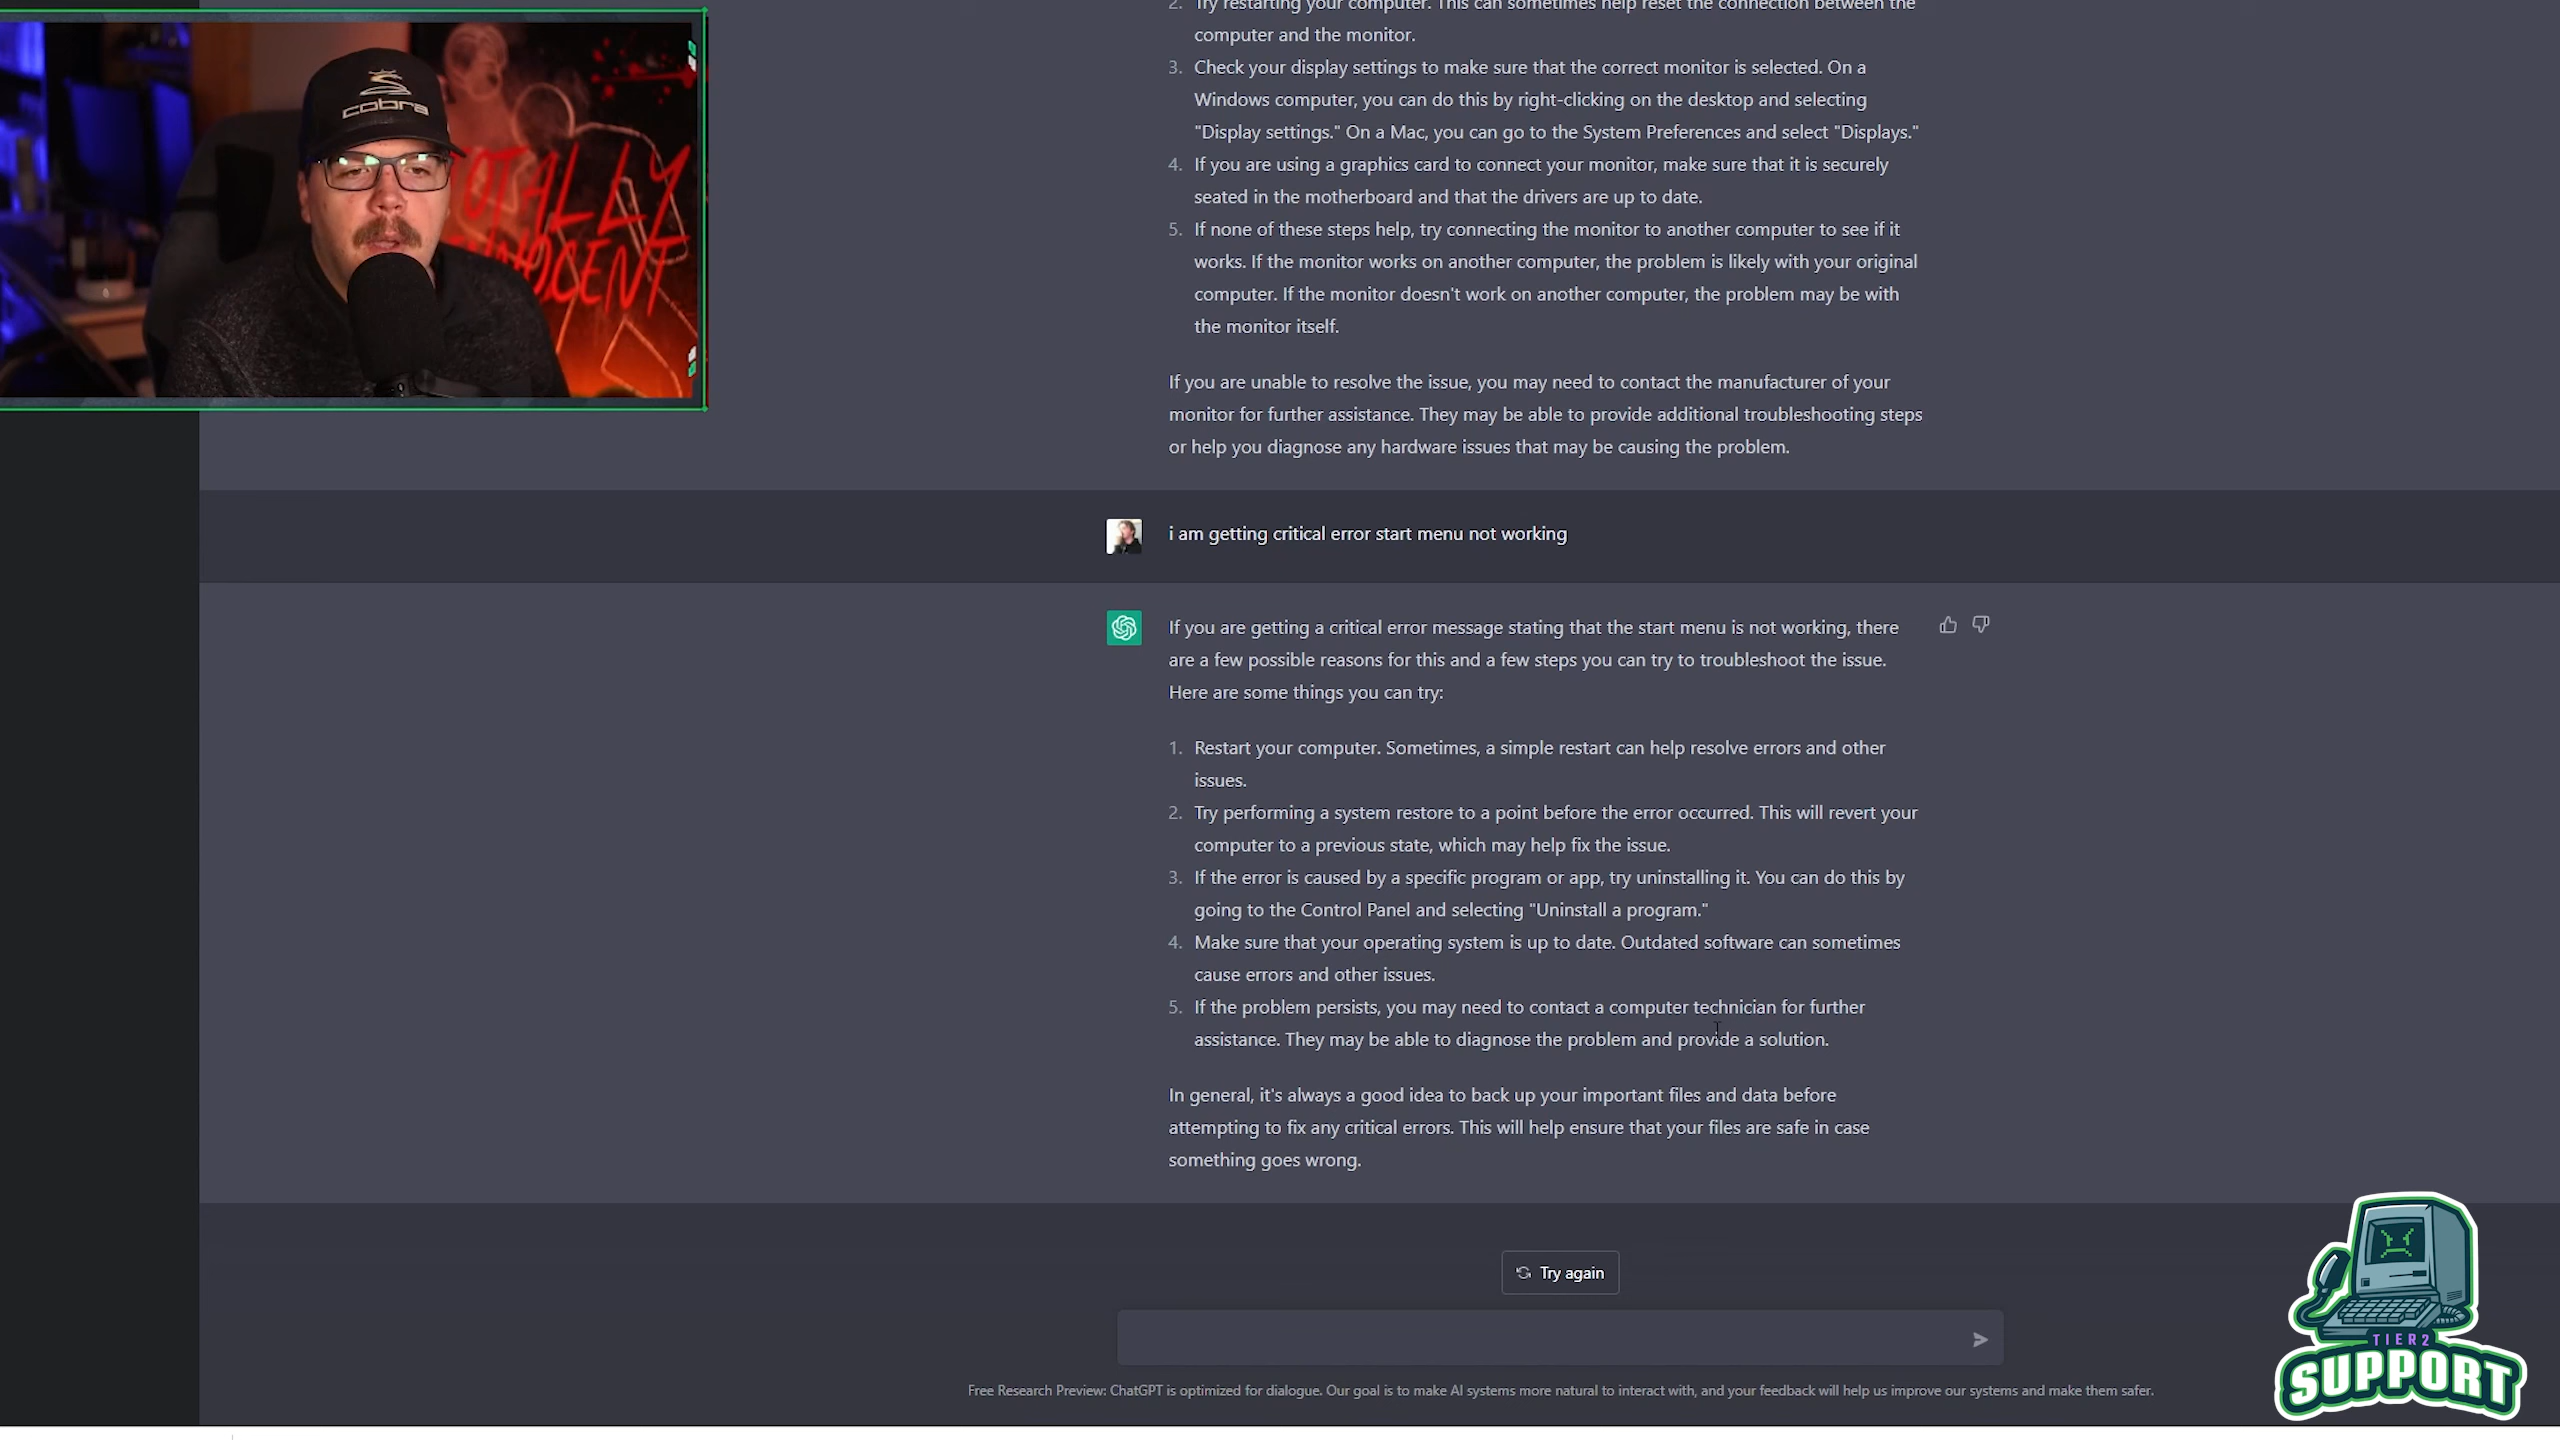 cobra
TOTALLY
INNOCENT
2. Try restarting your computer. This can sometimes help reset the connection between the
computer and the monitor.
3. Check your display settings to make sure that the correct monitor is selected. On a
Windows computer, you can do this by right-clicking on the desktop and selecting
"Display settings." On a Mac, you can go to the System Preferences and select "Displays."
4. If you are using a graphics card to connect your monitor, make sure that it is securely
seated in the motherboard and that the drivers are up to date.
5. If none of these steps help, try connecting the monitor to another computer to see if it
works. If the monitor works on another computer, the problem is likely with your original
computer. If the monitor doesn't work on another computer, the problem may be with
the monitor itself.
If you are unable to resolve the issue, you may need to contact the manufacturer of your
monitor for further assistance. They may be able to provide additional troubleshooting steps
or help you diagnose any hardware issues that may be causing the problem.
i am getting critical error start menu not working
If you are getting a critical error message stating that the start menu is not working, there
are a few possible reasons for this and a few steps you can try to troubleshoot the issue.
Here are some things you can try:
1. Restart your computer. Sometimes, a simple restart can help resolve errors and other
issues.
2. Try performing a system restore to a point before the error occurred. This will revert your
computer to a previous state, which may help fix the issue.
3. If the error is caused by a specific program or app, try uninstalling it. You can do this by
going to the Control Panel and selecting "Uninstall a program."
4. Make sure that your operating system is up to date. Outdated software can sometimes
cause errors and other issues.
5. If the problem persists, you may need to contact a computer technician for further
assistance. They may be able to diagnose the problem and provide a solution.
In general, it's always a good idea to back up your important files and data before
attempting to fix any critical errors. This will help ensure that your files are safe in case
something goes wrong.
Try again
Free Research Preview: ChatGPT is optimized for dialogue. Our goal is to make AI systems more natural to interact with, and your feedback will help us improve our systems and make them safer.
TIER2
SUPPORT